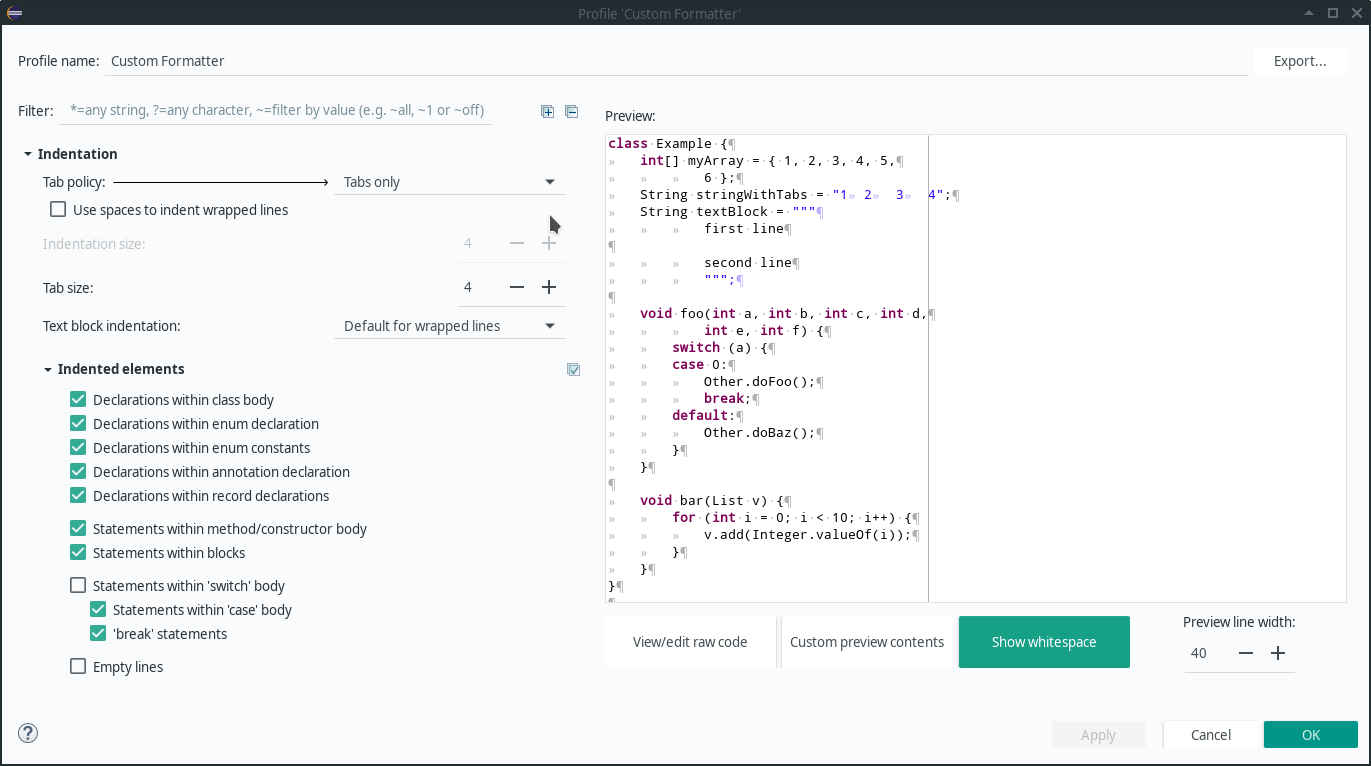 Profile 'Custom Formatter'
Profile name: Custom Formatter
Export...
Filter: *=any string, ?=any character, ~=filter by value (e.g. ~all, ~1 or ~off)
Indentation
Tab policy: Tabs only
Use spaces to indent wrapped lines
Indentation size: 4
Tab size: 4
Text block indentation: Default for wrapped lines
Indented elements
Declarations within class body
Declarations within enum declaration
Declarations within enum constants
Declarations within annotation declaration
Declarations within record declarations
Statements within method/constructor body
Statements within blocks
Statements within 'switch' body
Statements within 'case' body
'break' statements
Empty lines
Preview:
class·Example·{¶
»   int[]·myArray·=·{·1,·2,·3,·4,·5,¶
»   »   »   6·};¶
»   String·stringWithTabs·=·"1» 2»  3»  4";¶
»   String·textBlock·=·"""¶
»   »   »   first·line¶
¶
»   »   »   second·line¶
»   »   »   """;¶
¶
»   void·foo(int·a,·int·b,·int·c,·int·d,¶
»   »   »   int·e,·int·f)·{¶
»   »   switch·(a)·{¶
»   »   case·0:¶
»   »   »   Other.doFoo();¶
»   »   »   break;¶
»   »   default:¶
»   »   »   Other.doBaz();¶
»   »   }¶
»   }¶
¶
»   void·bar(List·v)·{¶
»   »   for·(int·i·=·0;·i·<·10;·i++)·{¶
»   »   »   v.add(Integer.valueOf(i));¶
»   »   }¶
»   }¶
}¶
¶
View/edit raw code
Custom preview contents
Show whitespace
Preview line width:
40
Apply
Cancel
OK